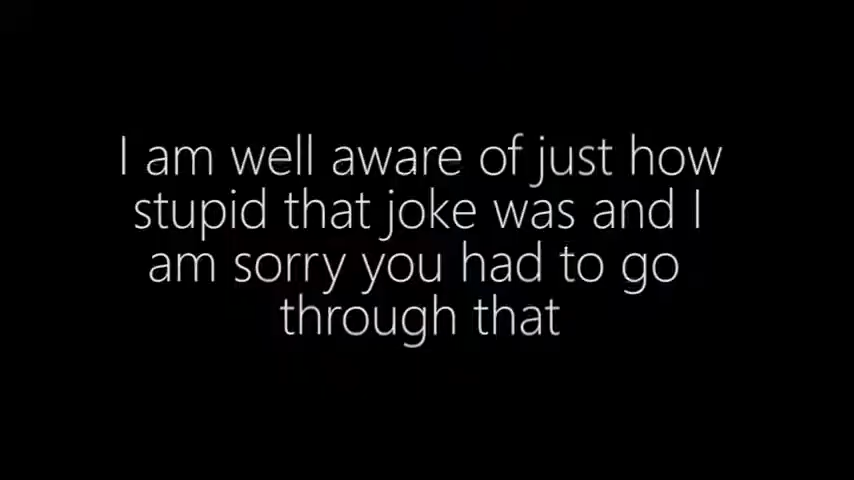 I am well aware of just how
stupid that joke was and I
am sorry you had to go
through that